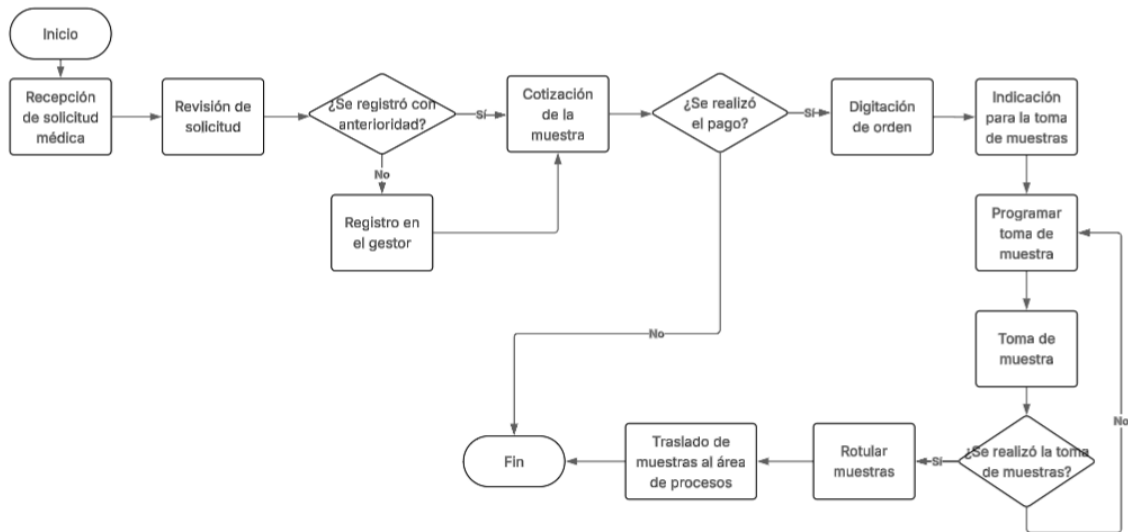 Inicio
Recepción
de solicitud
médica
Revisión de
solicitud
¿Se registró con
anterioridad?
Sí
No
Registro en
el gestor
Cotización
de la
muestra
¿Se realizó
el pago?
Sí
No
Digitación
de orden
Indicación
para la toma
de muestras
Programar
toma de
muestra
Toma de
muestra
¿Se realizó la toma
de muestras?
No
Sí
Rotular
muestras
Traslado de
muestras al área
de procesos
Fin